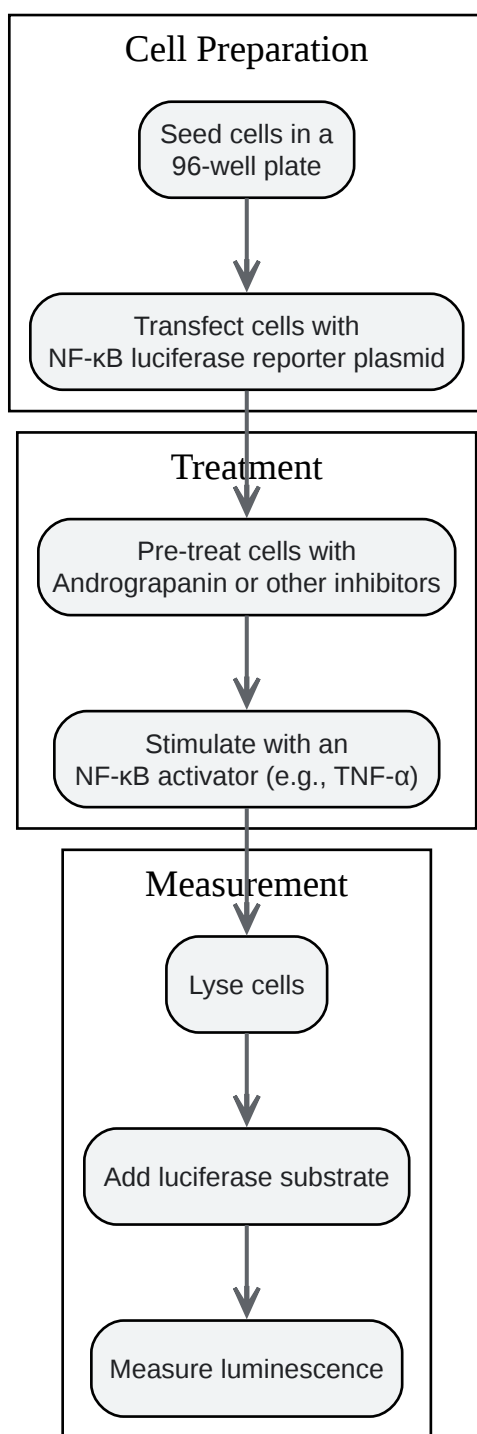 Cell Preparation
Seed cells in a
96-well plate
Transfect cells with
NF-κB luciferase reporter plasmid
Treatment
Pre-treat cells with
Andrograpanin or other inhibitors
Stimulate with an
NF-κB activator (e.g., TNF-α)
Measurement
Lyse cells
Add luciferase substrate
Measure luminescence